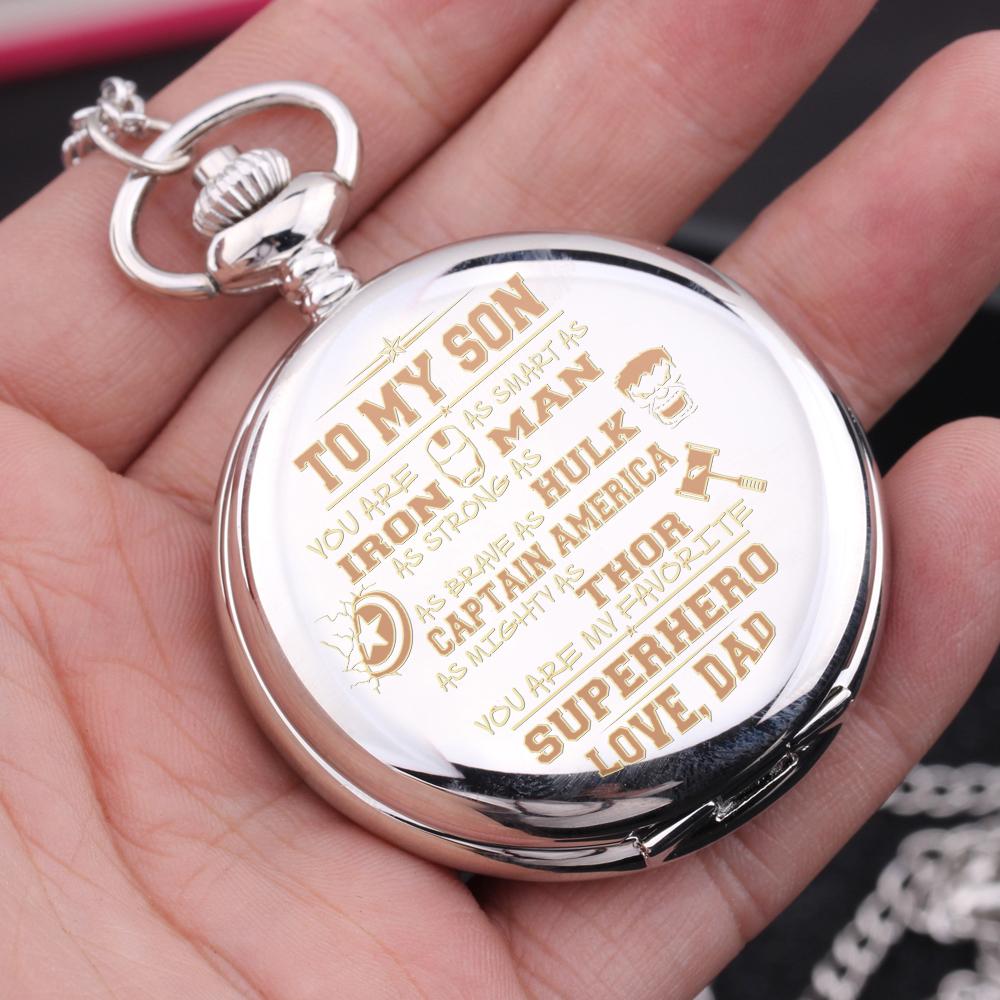 TO MY SON
YOU ARE AS SMART AS
IRON MAN
AS STRONG AS HULK
AS BRAVE AS
CAPTAIN AMERICA
AS MIGHTY AS THOR
YOU ARE MY FAVORITE
SUPERHERO
LOVE, DAD